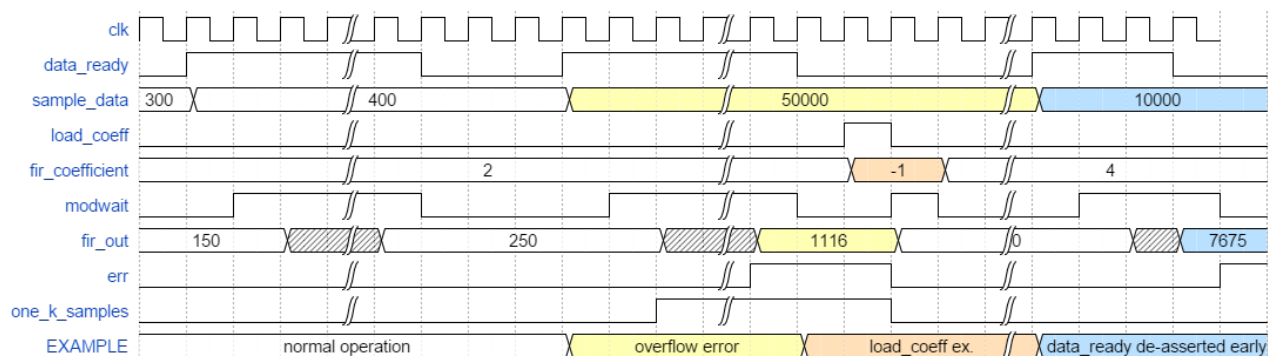 clk
data_ready
sample_data 300 400 50000 10000
load_coeff
fir_coefficient 2 -1 4
modwait
fir_out 150 250 1116 0 7675
err
one_k_samples
EXAMPLE normal operation overflow error load_coeff ex. data_ready de-asserted early